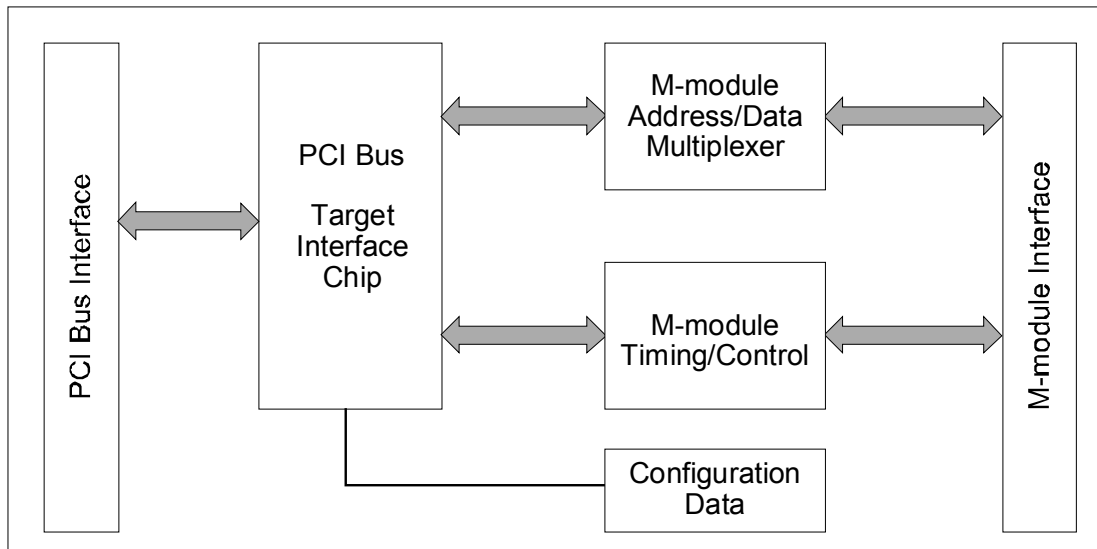 PCI Bus Interface
PCI Bus
Target
Interface
Chip
M-module
Address/Data
Multiplexer
M-module
Timing/Control
Configuration
Data
M-module Interface